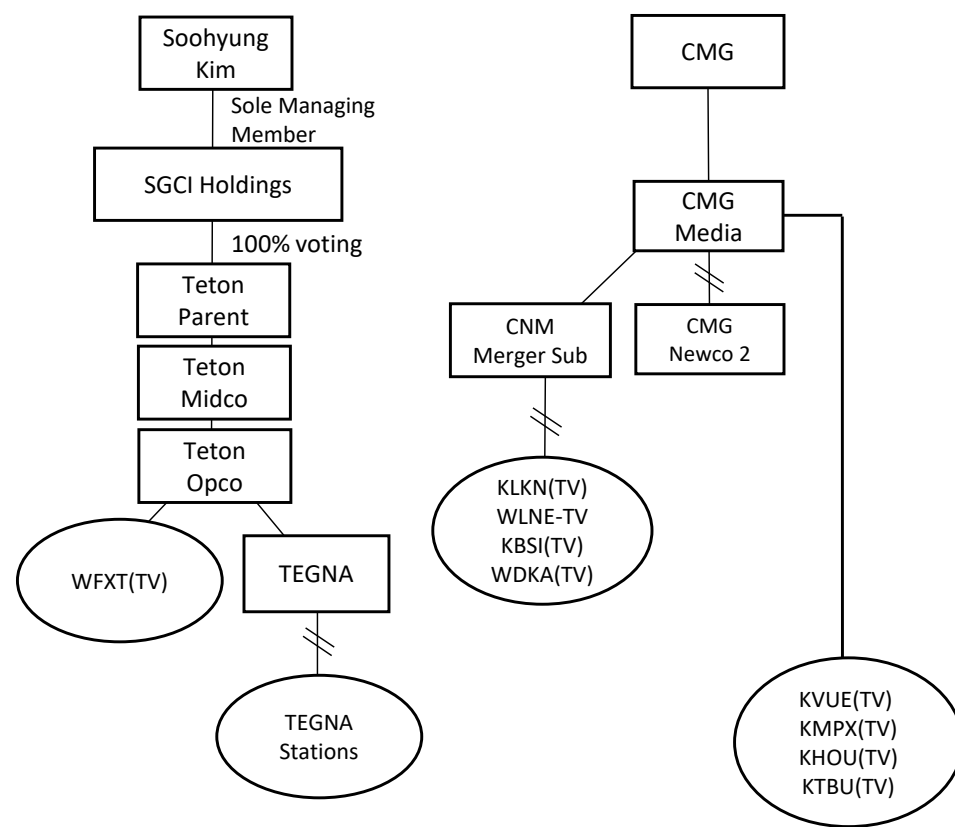 Soohyung
Kim
Sole Managing
Member
SGCI Holdings
100% voting
Teton
Parent
Teton
Midco
Teton
Opco
WFXT(TV)
TEGNA
TEGNA
Stations
CMG
CMG
Media
CNM
Merger Sub
CMG
Newco 2
KLKN(TV)
WLNE-TV
KBSI(TV)
WDKA(TV)
KVUE(TV)
KMPX(TV)
KHOU(TV)
KTBU(TV)